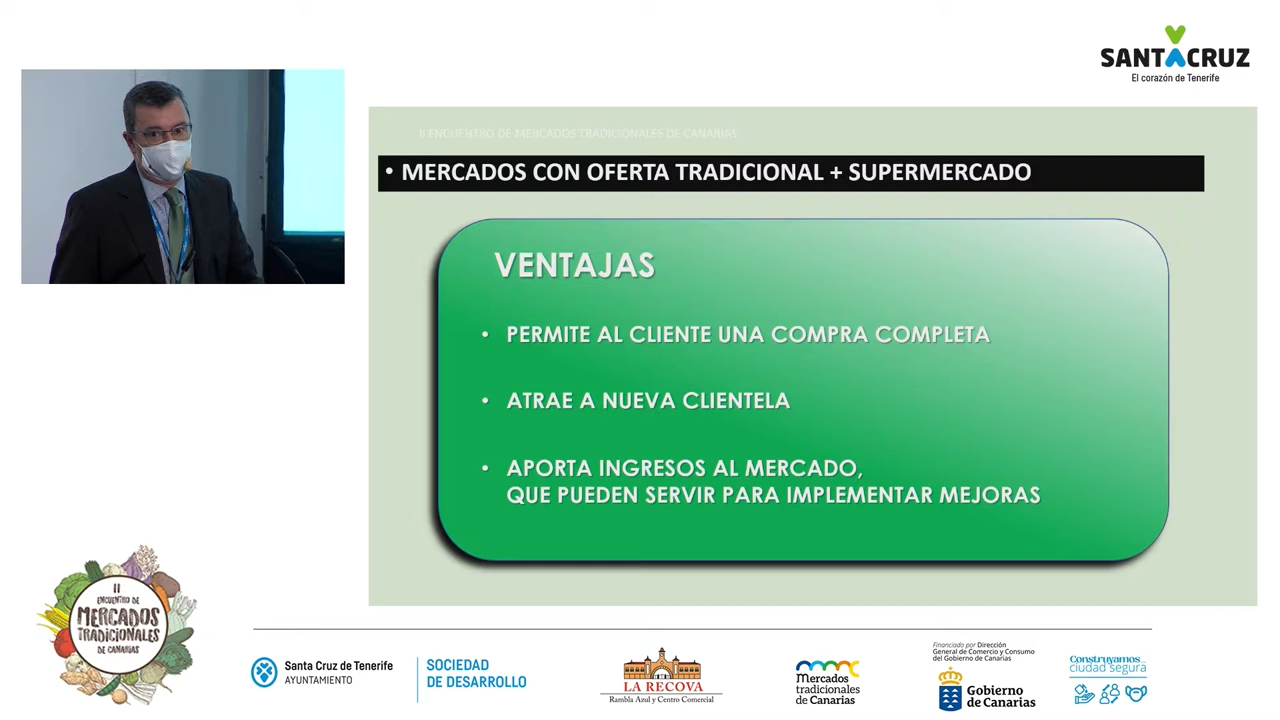 SANTACRUZ
El corazón de Tenerife
II ENCUENTRO DE MERCADOS TRADICIONALES DE CANARIAS
• MERCADOS CON OFERTA TRADICIONAL + SUPERMERCADO
VENTAJAS
• PERMITE AL CLIENTE UNA COMPRA COMPLETA
• ATRAE A NUEVA CLIENTELA
• APORTA INGRESOS AL MERCADO,
QUE PUEDEN SERVIR PARA IMPLEMENTAR MEJORAS
II
ENCUENTRO DE
MERCADOS
TRADICIONALES
DE CANARIAS
Santa Cruz de Tenerife
AYUNTAMIENTO
SOCIEDAD
DE DESARROLLO
LA RECOVA
Rambla Azul y Centro Comercial
Mercados
tradicionales
de Canarias
Financiado por Dirección
General de Comercio y Consumo
del Gobierno de Canarias
Gobierno
de Canarias
Construyamos...
ciudad segura